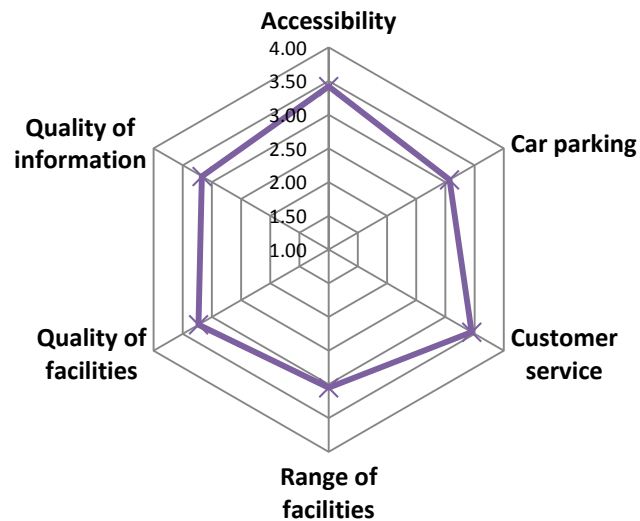 Accessibility
4.00
3.50
3.00
2.50
2.00
1.50
1.00
Car parking
Customer
service
Range of
facilities
Quality of
facilities
Quality of
information